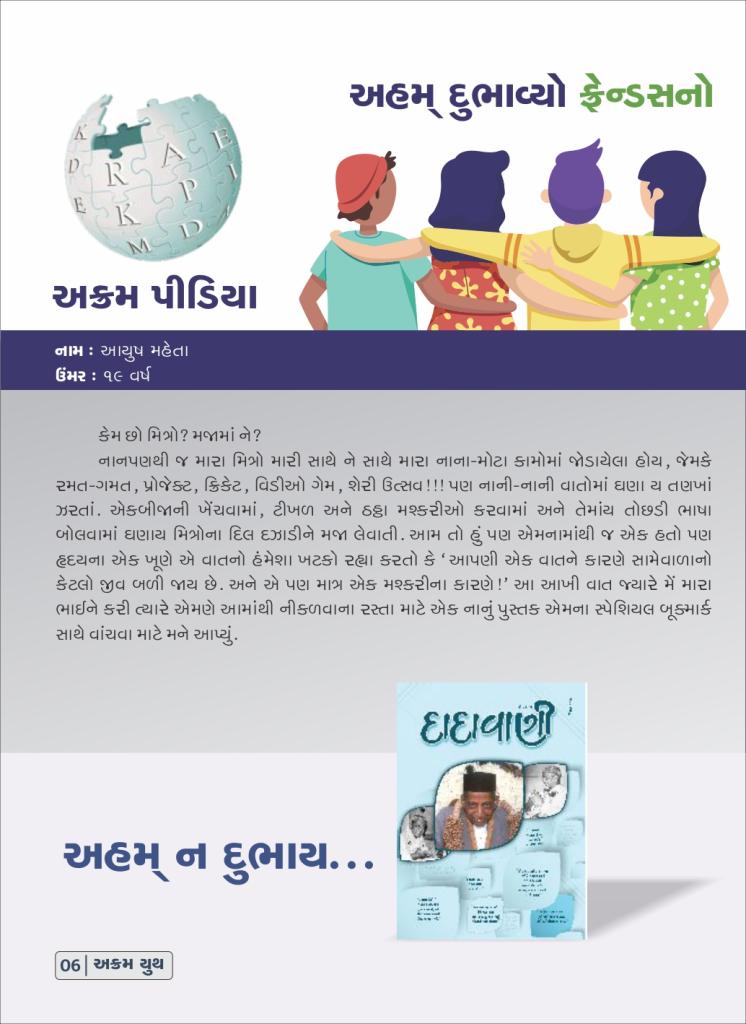 અહમ્ દુભાવ્યો ફ્રેન્ડસનો
અક્રમ પીડિયા
નામ : આયુષ મહેતા
ઉંમર : ૧૯ વર્ષ
કેમ છો મિત્રો? મજામાં ને?
નાનપણથી જ મારા મિત્રો મારી સાથે ને સાથે મારા નાના-મોટા કામોમાં જોડાયેલા હોય, જેમકે
રમત-ગમત, પ્રોજેક્ટ, ક્રિકેટ, વિડીઓ ગેમ, શેરી ઉત્સવ!!! પણ નાની-નાની વાતોમાં ઘણા ય તણખાં
ઝરતાં. એકબીજાની ખેંચવામાં, ટીખળ અને ઠઠ્ઠા મશ્કરીઓ કરવામાં અને તેમાંય તોછડી ભાષા
બોલવામાં ઘણાય મિત્રોના દિલ દઝાડીને મજા લેવાતી. આમ તો હું પણ એમનામાંથી જ એક હતો પણ
હૃદયના એક ખૂણે એ વાતનો હંમેશા ખટકો રહ્યા કરતો કે ‘આપણી એક વાતને કારણે સામેવાળાનો
કેટલો જીવ બળી જાય છે. અને એ પણ માત્ર એક મશ્કરીના કારણે!’ આ આખી વાત જ્યારે મેં મારા
ભાઈને કરી ત્યારે એમણે આમાંથી નીકળવાના રસ્તા માટે એક નાનું પુસ્તક એમના સ્પેશિયલ બૂકમાર્ક
સાથે વાંચવા માટે મને આપ્યું.
દાદાવાણી
અહમ્ ન દુભાય...
06 | અક્રમ યુથ